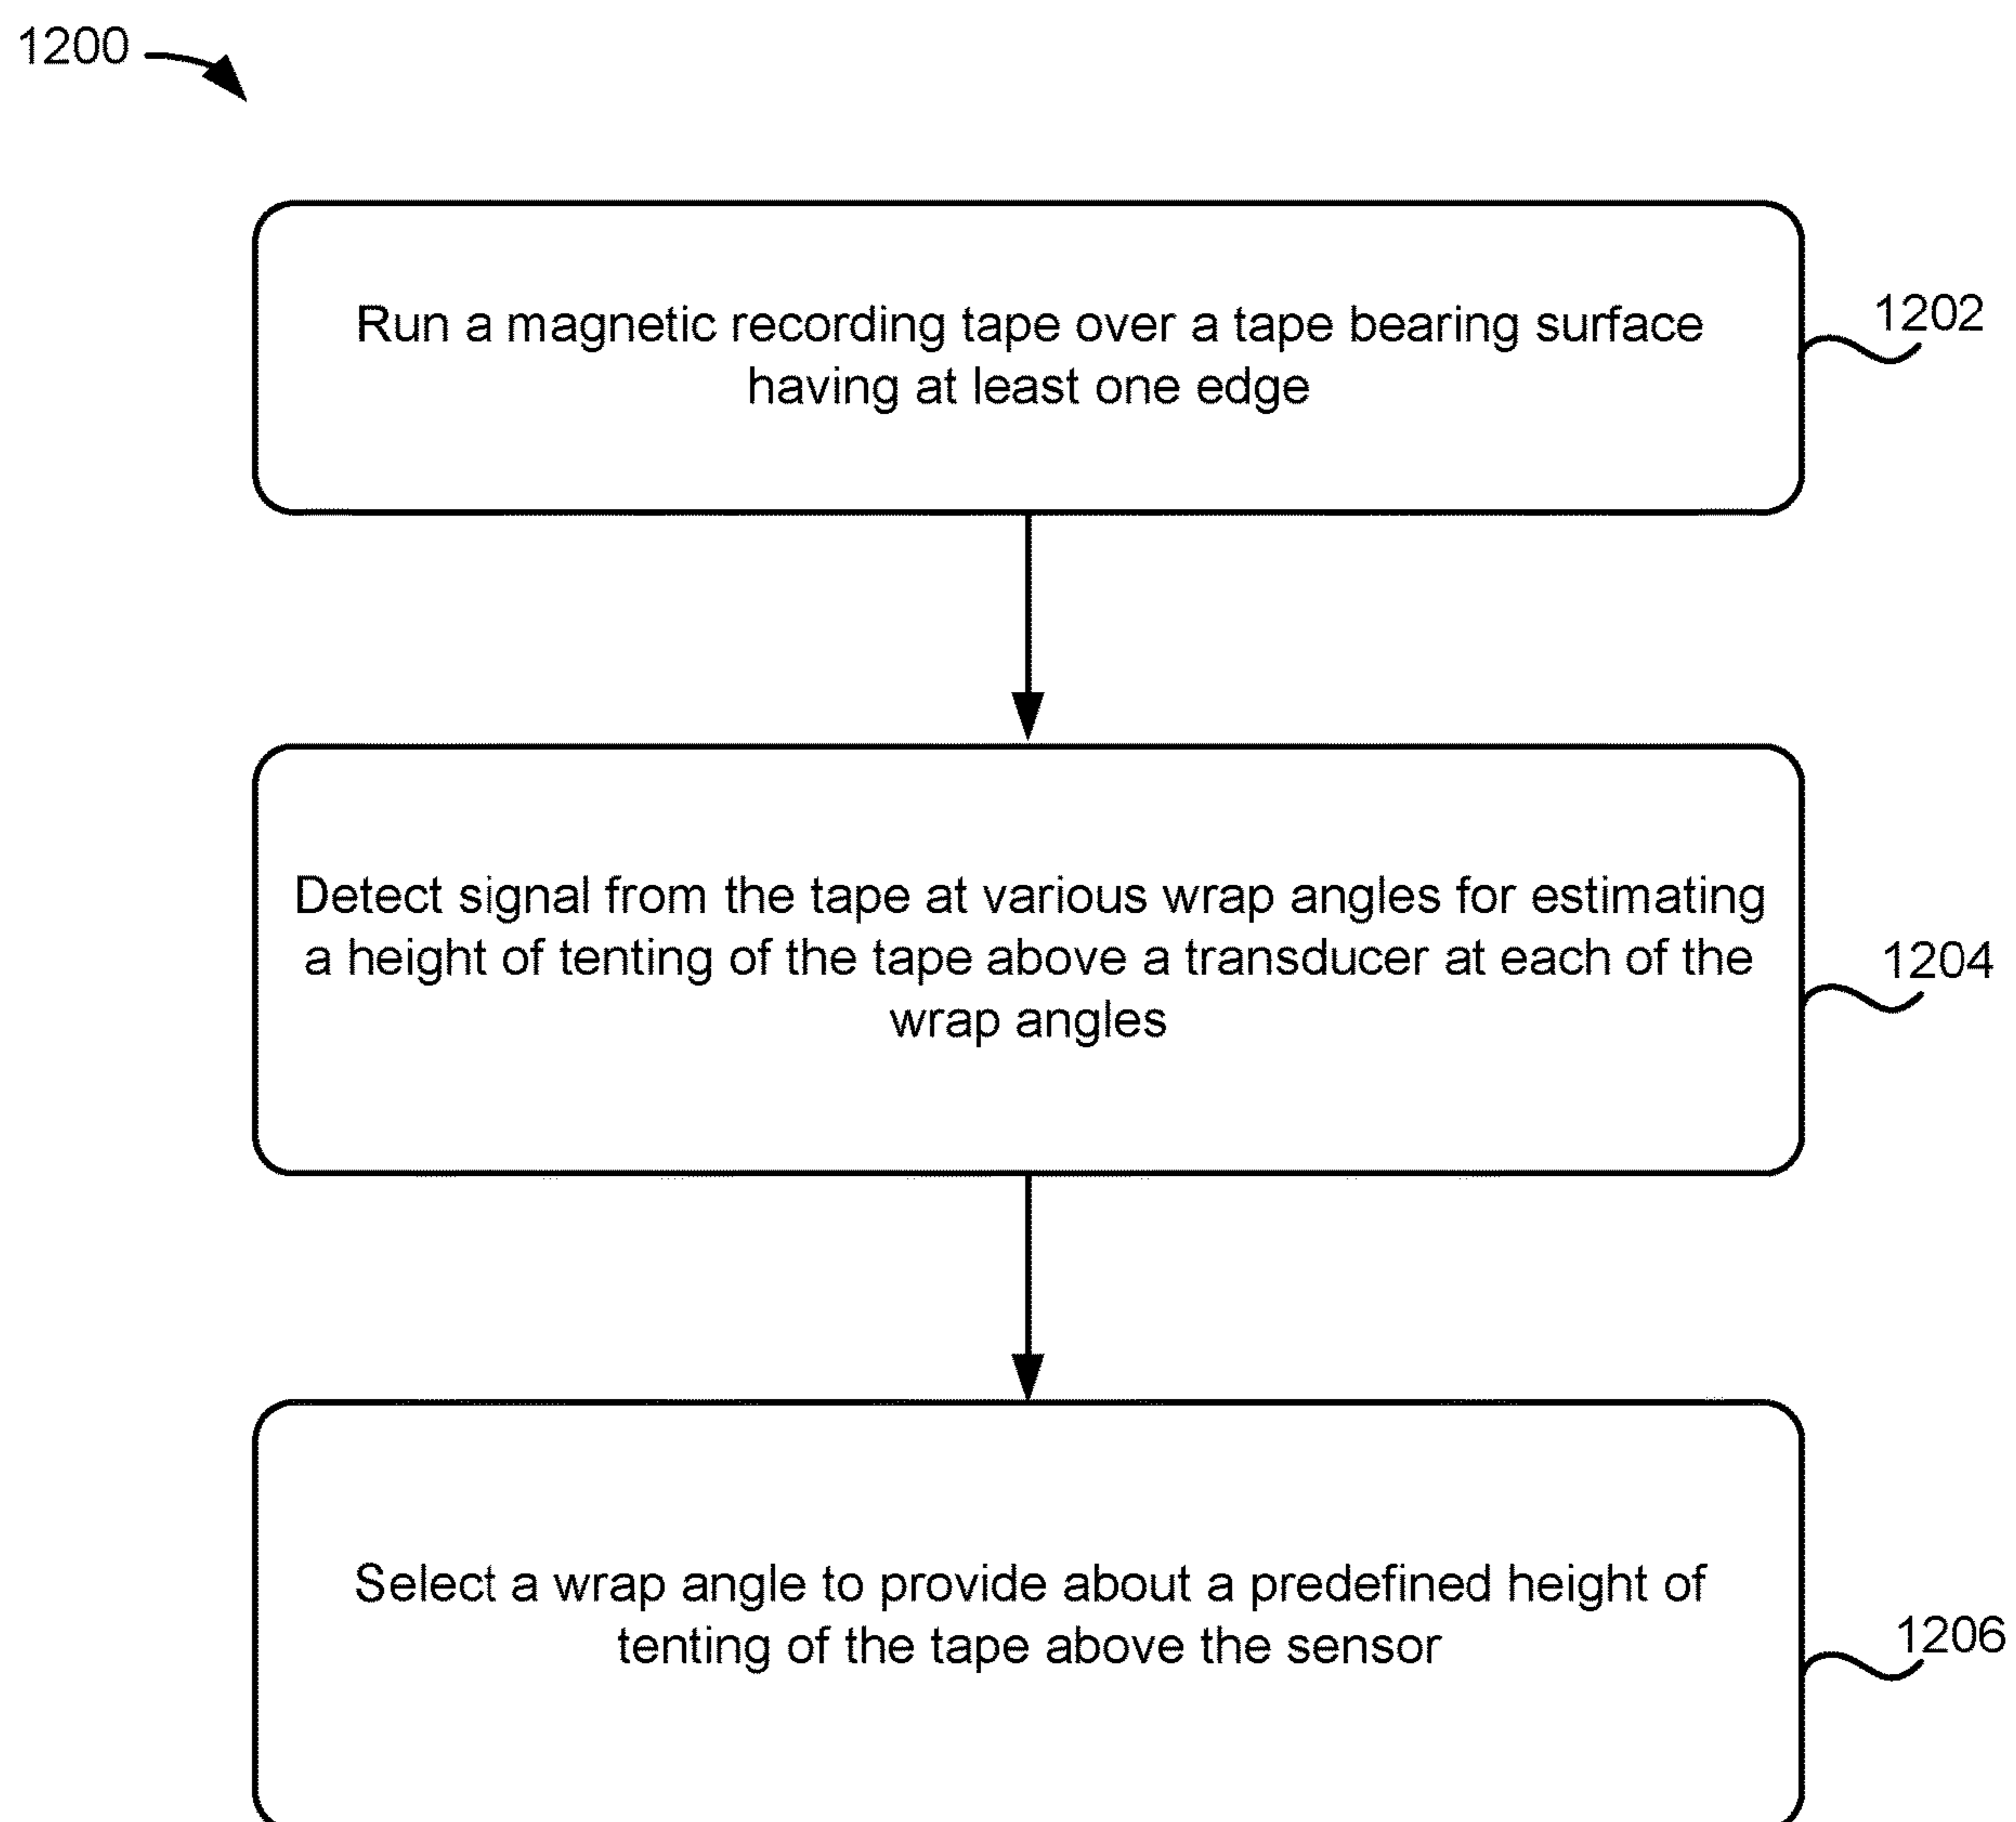 1200
Run a magnetic recording tape over a tape bearing surface
having at least one edge
1202
Detect signal from the tape at various wrap angles for estimating
a height of tenting of the tape above a transducer at each of the
wrap angles
1204
Select a wrap angle to provide about a predefined height of
tenting of the tape above the sensor
1206